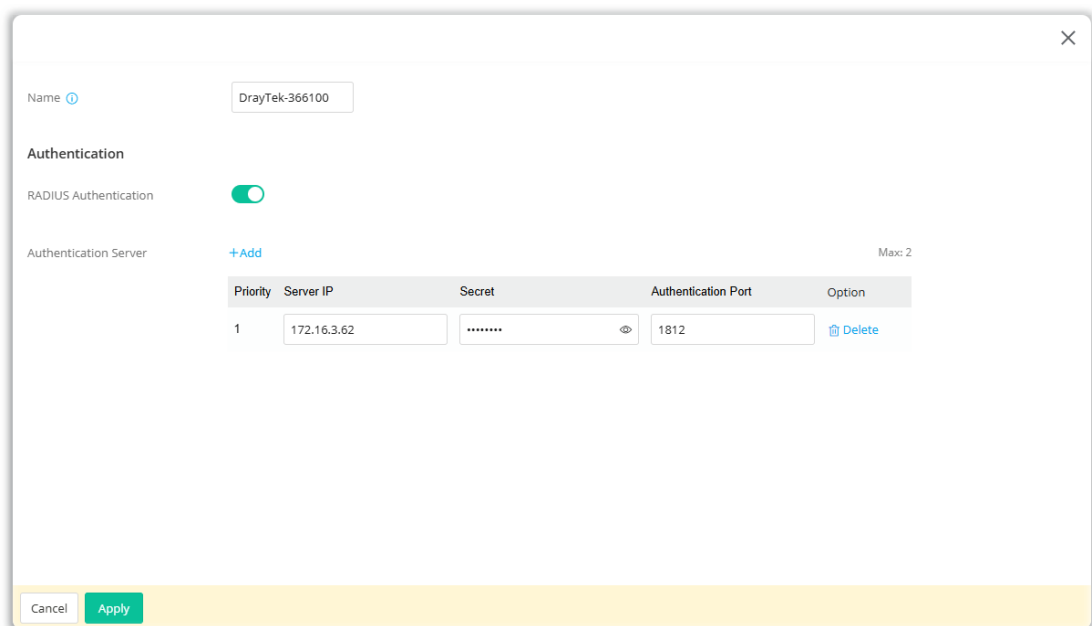 Name
DrayTek-366100
Authentication
RADIUS Authentication
Authentication Server
+Add
Max: 2
Priority Server IP Secret Authentication Port Option
1 172.16.3.62 •••••••• 1812 Delete
Cancel Apply